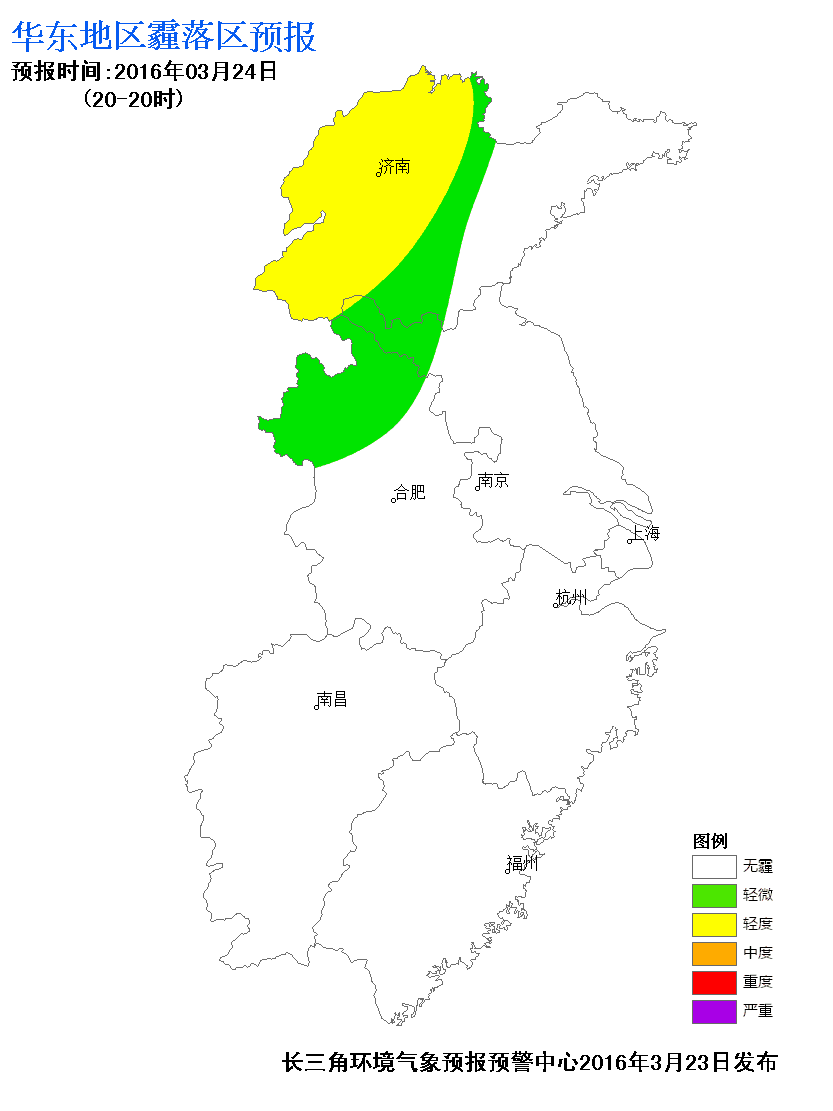 华东地区霾落区预报
预报时间:2016年03月24日
(20-20时)
济南
合肥
南京
上海
杭州
南昌
福州
图例
无霾
轻微
轻度
中度
重度
严重
长三角环境气象预报预警中心2016年3月23日发布